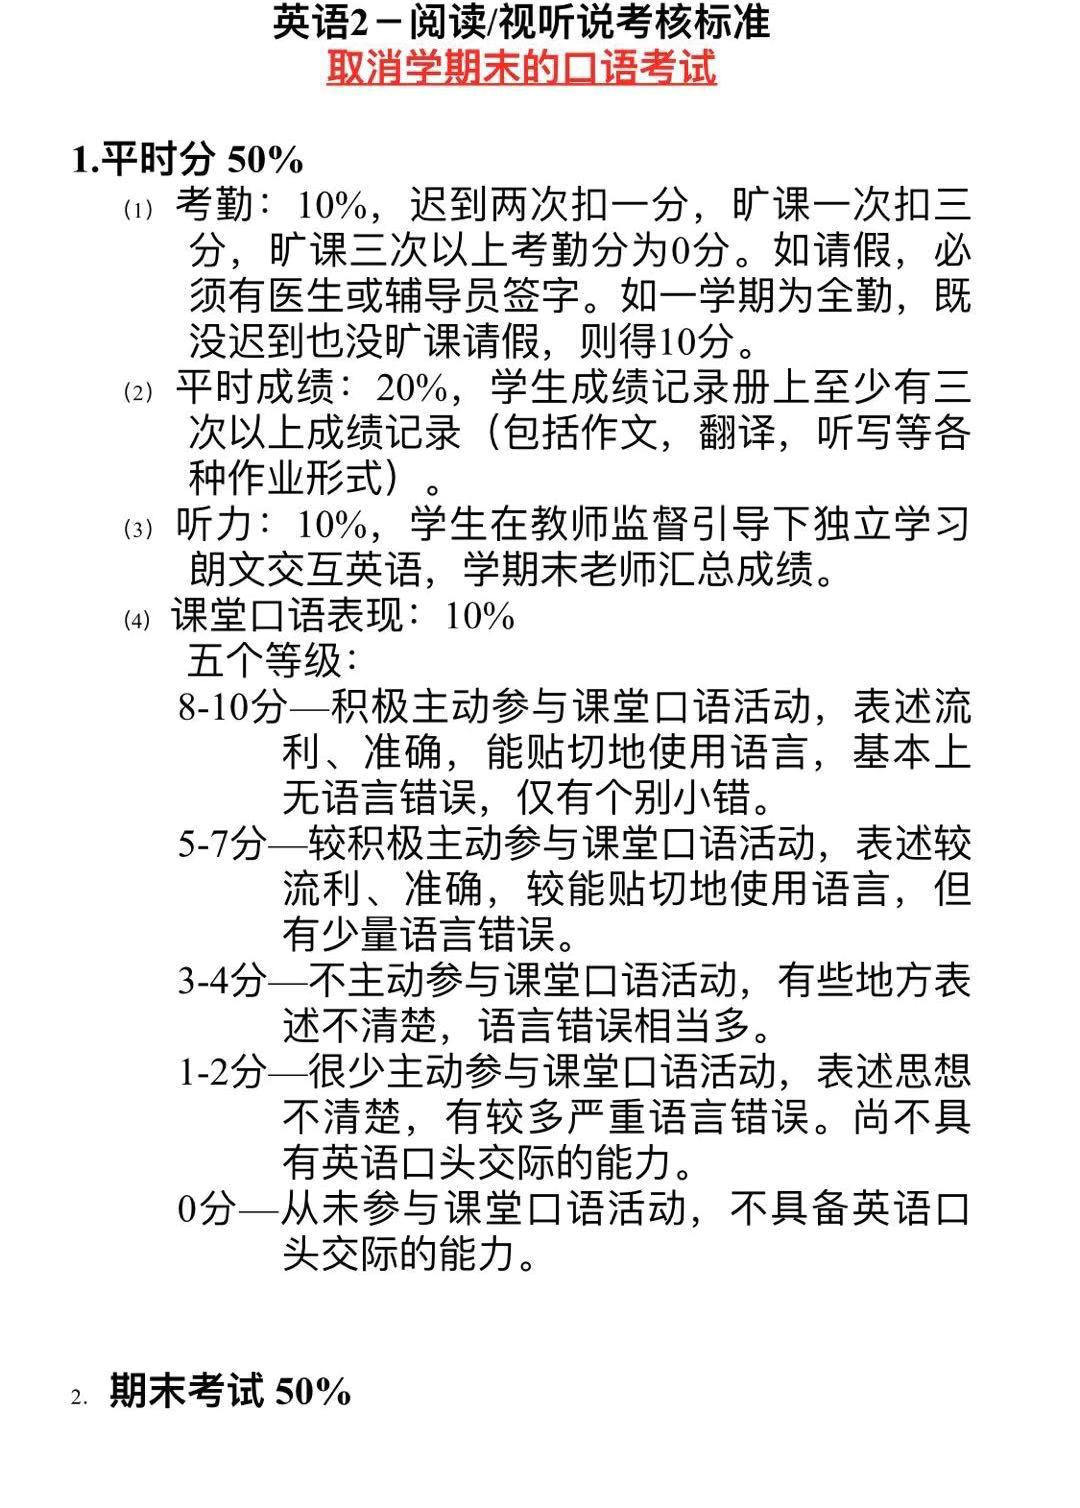 英语2－阅读/视听说考核标准
取消学期末的口语考试
1.平时分 50%
（1） 考勤：10%，迟到两次扣一分，旷课一次扣三
分，旷课三次以上考勤分为0分。如请假，必
须有医生或辅导员签字。如一学期为全勤，既
没迟到也没旷课请假，则得10分。
（2） 平时成绩：20%，学生成绩记录册上至少有三
次以上成绩记录（包括作文，翻译，听写等各
种作业形式）。
（3） 听力：10%，学生在教师监督引导下独立学习
朗文交互英语，学期末老师汇总成绩。
（4） 课堂口语表现：10%
五个等级：
8-10分—积极主动参与课堂口语活动，表述流
利、准确，能贴切地使用语言，基本上
无语言错误，仅有个别小错。
5-7分—较积极主动参与课堂口语活动，表述较
流利、准确，较能贴切地使用语言，但
有少量语言错误。
3-4分—不主动参与课堂口语活动，有些地方表
述不清楚，语言错误相当多。
1-2分—很少主动参与课堂口语活动，表述思想
不清楚，有较多严重语言错误。尚不具
有英语口头交际的能力。
0分—从未参与课堂口语活动，不具备英语口
头交际的能力。
2. 期末考试 50%